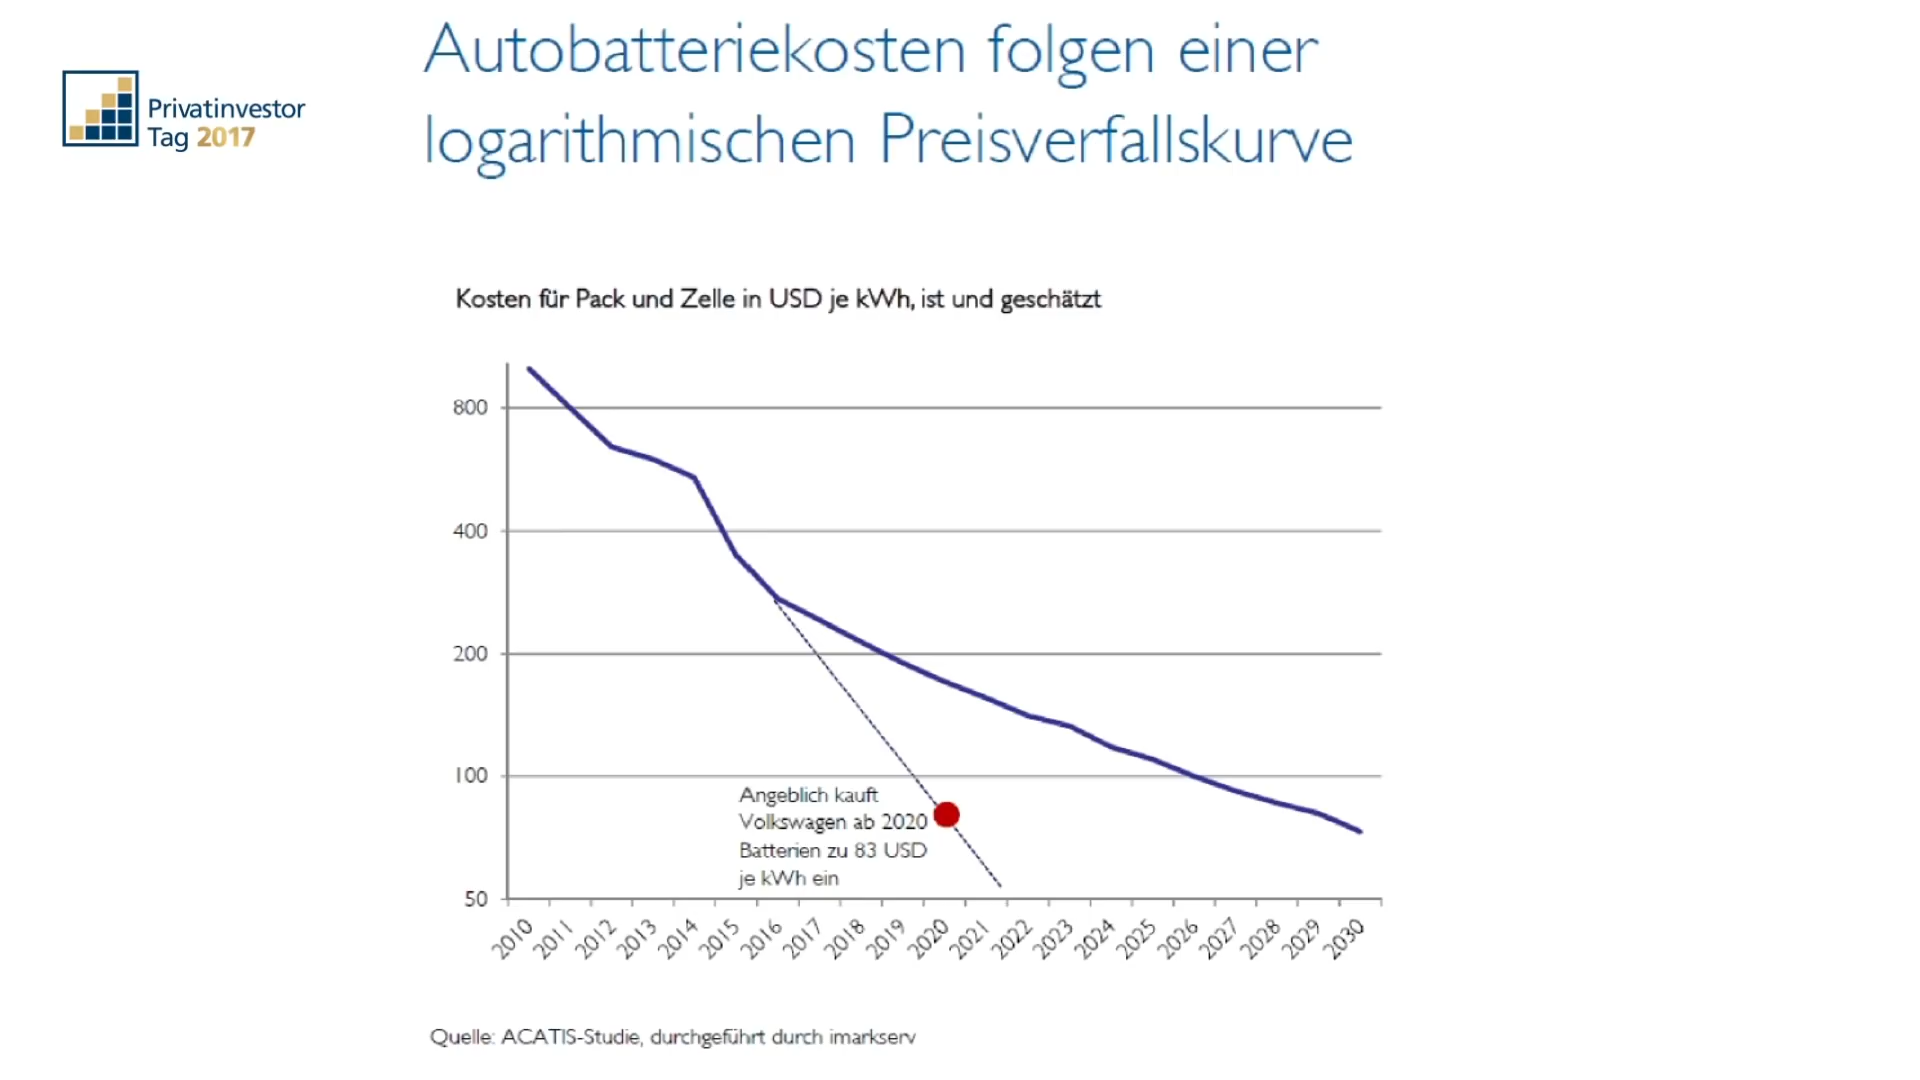 Autobatteriekosten folgen einer
logarithmischen Preisverfallskurve
Privatinvestor
Tag 2017
Kosten für Pack und Zelle in USD je kWh, ist und geschätzt
800
400
200
100
50
Angeblich kauft
Volkswagen ab 2020
Batterien zu 83 USD
je kWh ein
2010 2011 2012 2013 2014 2015 2016 2017 2018 2019 2020 2021 2022 2023 2024 2025 2026 2027 2028 2029 2030
Quelle: ACATIS-Studie, durchgeführt durch imarkserv